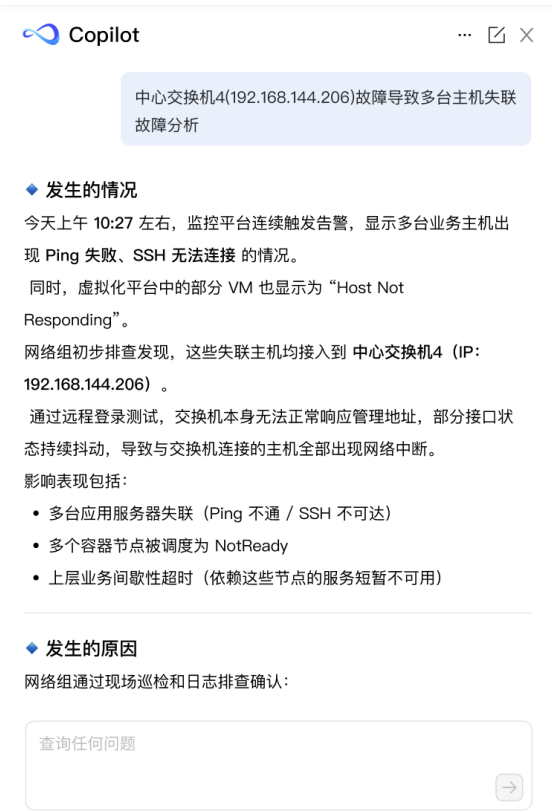 Copilot
中心交换机4(192.168.144.206)故障导致多台主机失联
故障分析
发生的情况
今天上午 10:27 左右，监控平台连续触发告警，显示多台业务主机出
现 Ping 失败、SSH 无法连接 的情况。
同时，虚拟化平台中的部分 VM 也显示为 “Host Not
Responding”。
网络组初步排查发现，这些失联主机均接入到 中心交换机4（IP：
192.168.144.206）。
通过远程登录测试，交换机本身无法正常响应管理地址，部分接口状
态持续抖动，导致与交换机连接的主机全部出现网络中断。
影响表现包括：
• 多台应用服务器失联（Ping 不通 / SSH 不可达）
• 多个容器节点被调度为 NotReady
• 上层业务间歇性超时（依赖这些节点的服务短暂不可用）
发生的原因
网络组通过现场巡检和日志排查确认：
查询任何问题